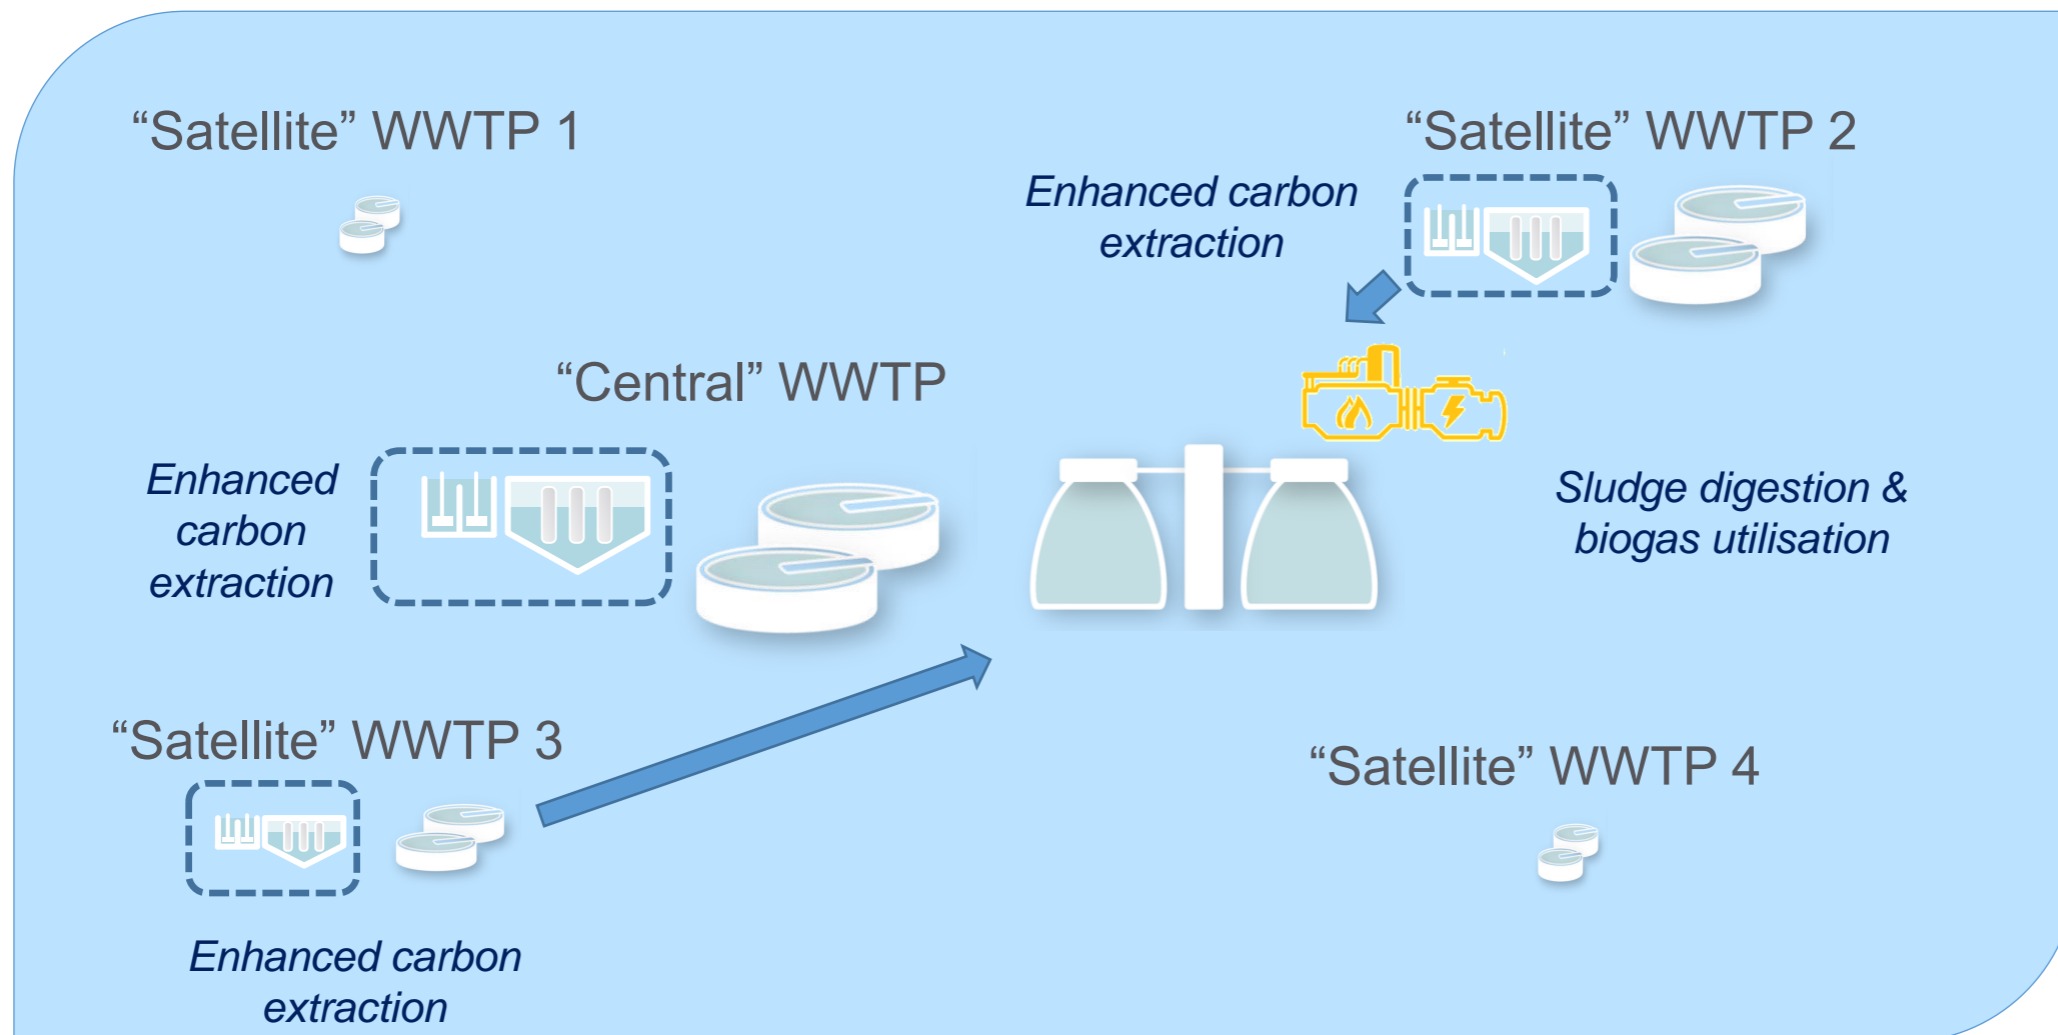 “Satellite” WWTP 1
“Satellite” WWTP 2
Enhanced carbon
extraction
“Central” WWTP
Enhanced
carbon
extraction
Sludge digestion &
biogas utilisation
“Satellite” WWTP 3
“Satellite” WWTP 4
Enhanced carbon
extraction